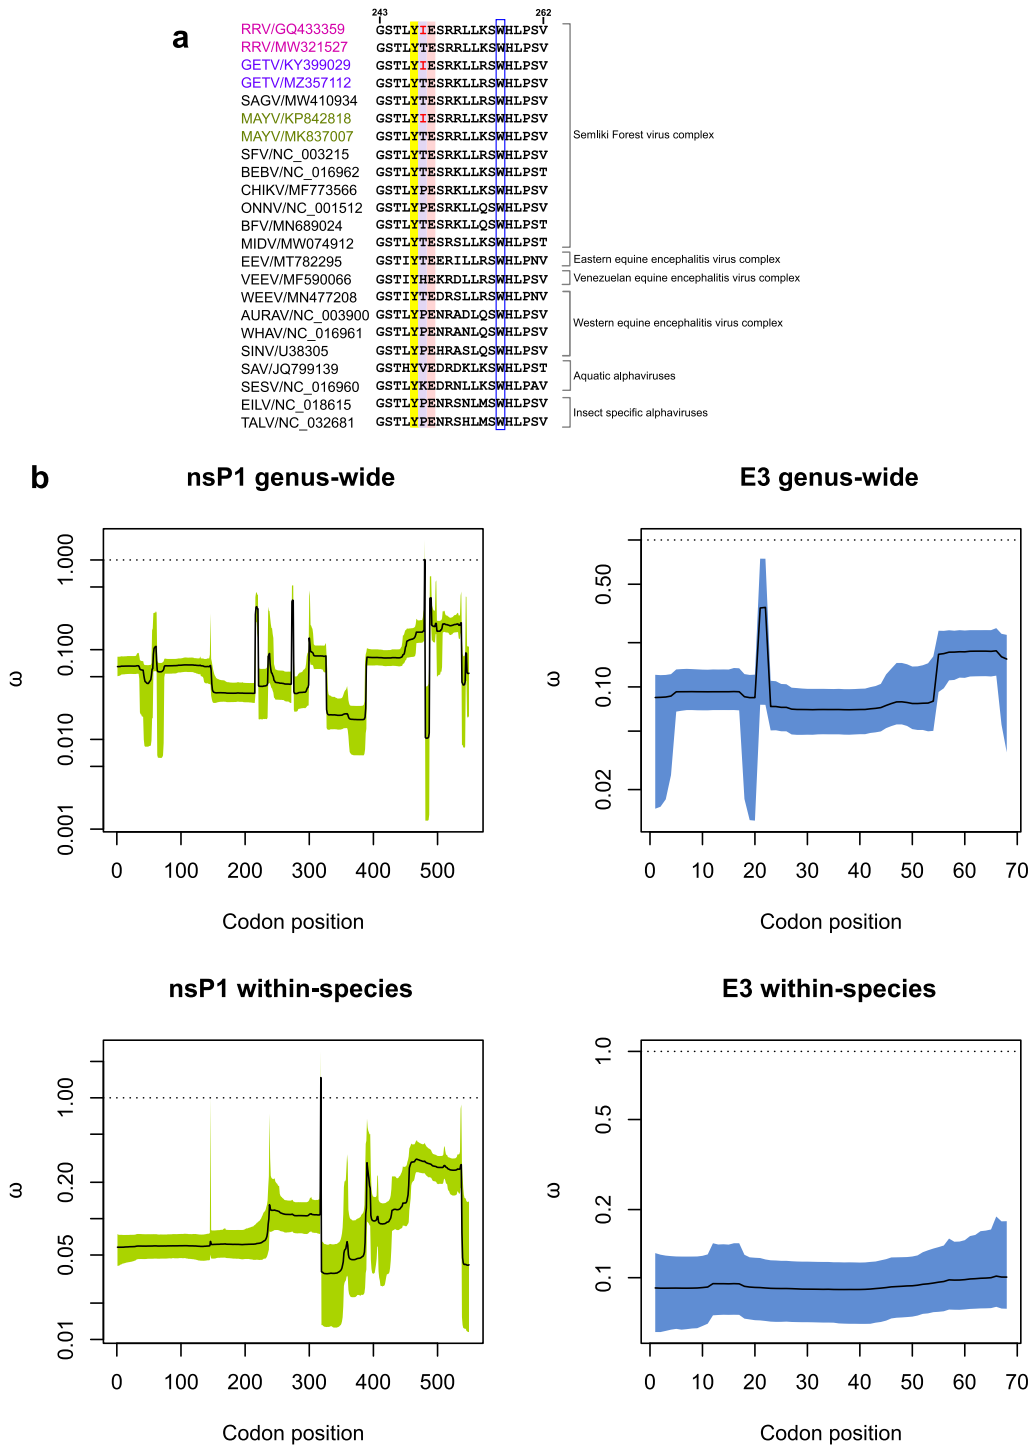 a
243 262
RRV/GQ433359 GSTLYIESRRLLKSWHLPSV
RRV/MW321527 GSTLYTESRRLLKSWHLPSV
GETV/KY399029 GSTLYIESRKLLKSWHLPSV
GETV/MZ357112 GSTLYTESRKLLKSWHLPSV
SAGV/MW410934 GSTLYTESRKLLKSWHLPSV
MAYV/KP842818 GSTLYIESRRLLKSWHLPSV
MAYV/MK837007 GSTLYTESRRLLKSWHLPSV
SFV/NC_003215 GSTLYTESRKLLRSWHLPSV
BEBV/NC_016962 GSTLYTESRKLLKSWHLPST
CHIKV/MF773566 GSTLYPESRKLLKSWHLPSV
ONNV/NC_001512 GSTLYPESRKLLQSWHLPSV
BFV/MN689024 GSTLYTESRKLLQSWHLPST
MIDV/MW074912 GSTLYTESRSLLKSWHLPST
EEV/MT782295 GSTIYTEERILLRSWHLPNV
VEEV/MF590066 GSTIYHEKRDLLRSWHLPSV
WEEV/MN477208 GSTIYTEDRSLLRSWHLPNV
AURAV/NC_003900 GSTLYPENRADLQSWHLPSV
WHAV/NC_016961 GSTLYPENRANLQSWHLPSV
SINV/U38305 GSTLYPEHRASLQSWHLPSV
SAV/JQ799139 GSTHYVEDRDKLKSWHLPST
SESV/NC_016960 GSTLYKEDRNLLKSWHLPAV
EILV/NC_018615 GSTLYPENRSNLMSWHLPSV
TALV/NC_032681 GSTLYPENRSHLMSWHLPSV
Semliki Forest virus complex
Eastern equine encephalitis virus complex
Venezuelan equine encephalitis virus complex
Western equine encephalitis virus complex
Aquatic alphaviruses
Insect specific alphaviruses
b
nsP1 genus-wide
ω
1.000
0.100
0.010
0.001
0 100 200 300 400 500
Codon position
E3 genus-wide
ω
0.50
0.10
0.02
0 10 20 30 40 50 60 70
Codon position
nsP1 within-species
ω
1.00
0.20
0.05
0.01
0 100 200 300 400 500
Codon position
E3 within-species
ω
1.0
0.5
0.2
0.1
0 10 20 30 40 50 60 70
Codon position